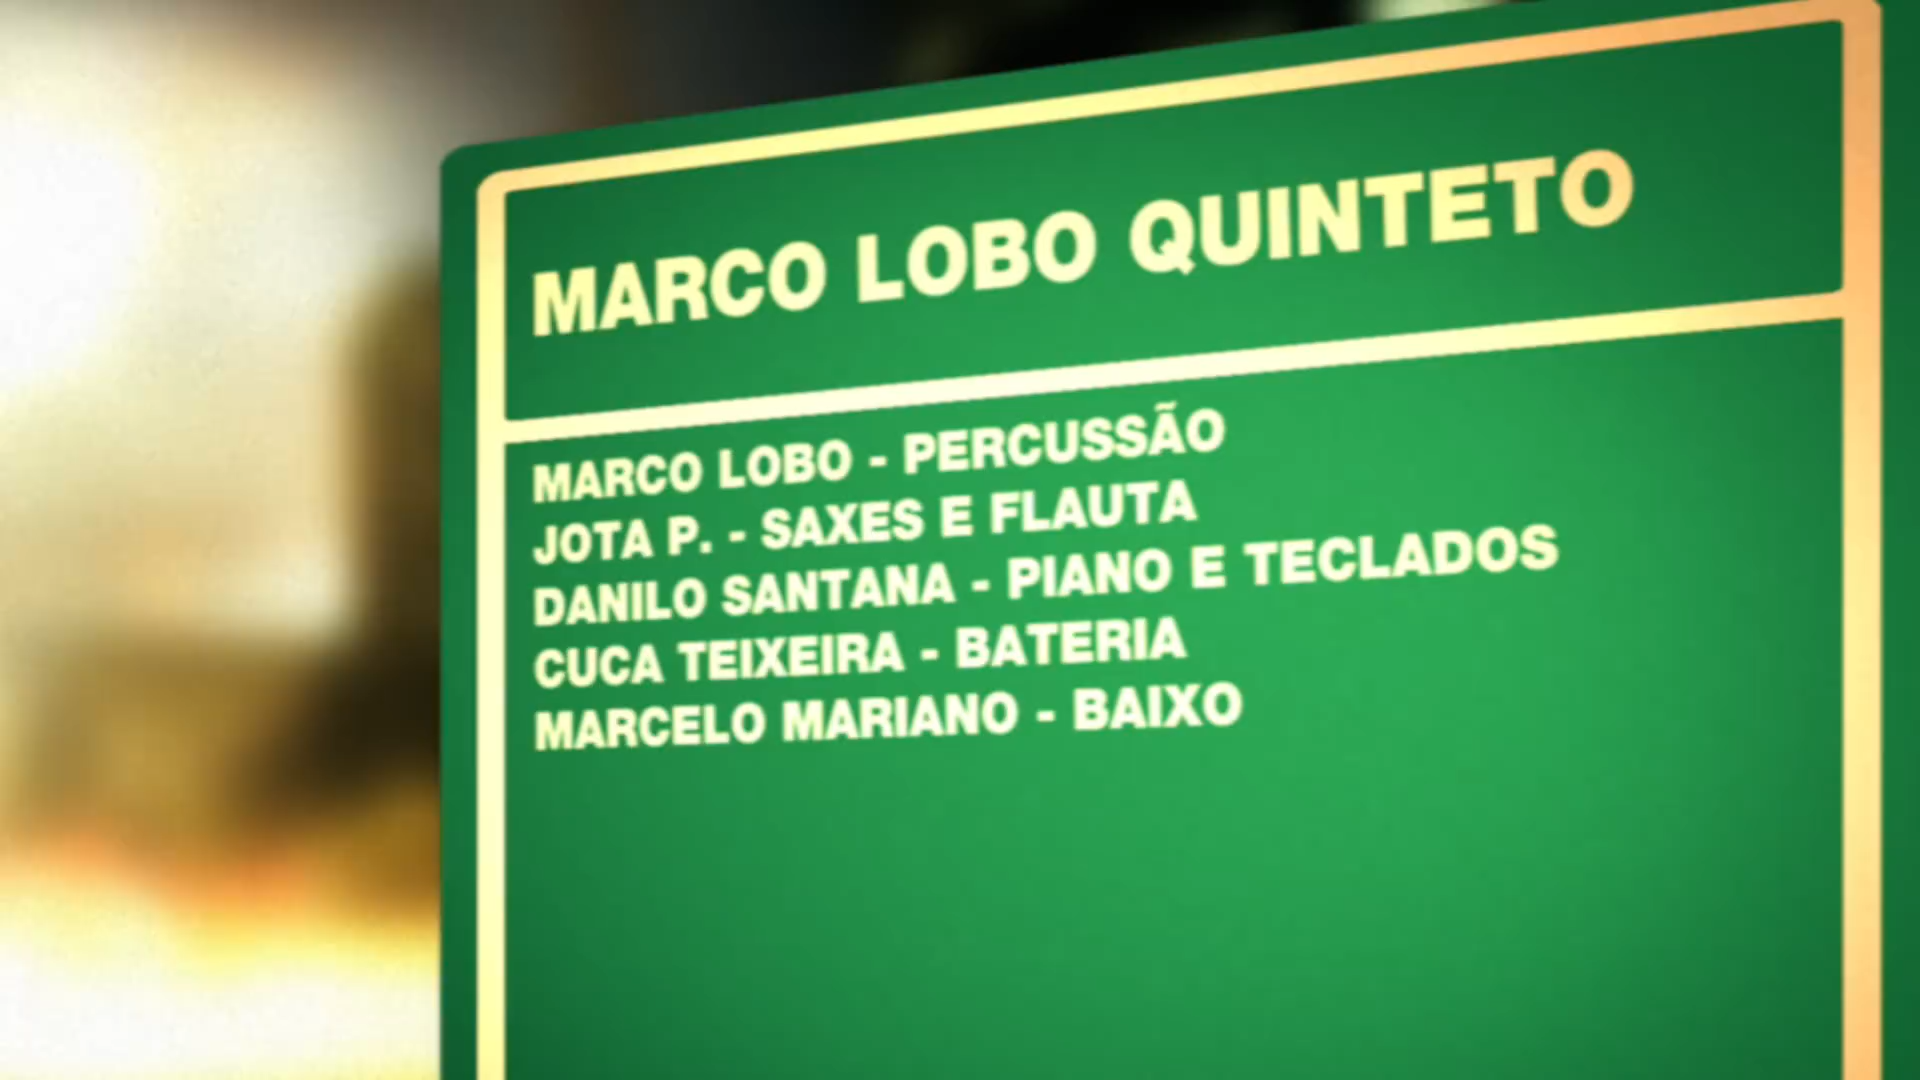 MARCO LOBO QUINTETO
MARCO LOBO - PERCUSSÃO
JOTA P. - SAXES E FLAUTA
DANILO SANTANA - PIANO E TECLADOS
CUCA TEIXEIRA - BATERIA
MARCELO MARIANO - BAIXO